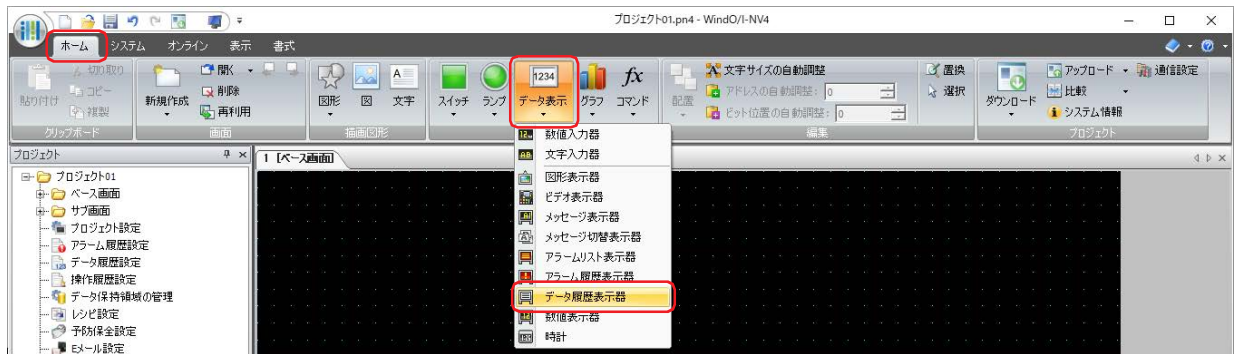 プロジェクト01.pn4 - WindO/I-NV4
ホーム システム オンライン 表示 書式
貼り付け 切り取り コピー 複製
新規作成 開く 削除 再利用
図形 図 文字
スイッチ ランプ データ表示 グラフ コマンド
1234 fx A
配置 文字サイズの自動調整 アドレスの自動調整: 0 ビット位置の自動調整: 0 置換 選択
ダウンロード アップロード 比較 システム情報 通信設定
クリップボード 画面 描画図形 編集 プロジェクト
数値入力器
文字入力器
図形表示器
ビデオ表示器
メッセージ表示器
メッセージ切替表示器
アラームリスト表示器
アラーム履歴表示器
データ履歴表示器
数値表示器
時計
プロジェクト
1 [ベース画面]
プロジェクト01
ベース画面
サブ画面
プロジェクト設定
アラーム履歴設定
データ履歴設定
操作履歴設定
データ保持領域の管理
レシピ設定
予防保全設定
Eメール設定